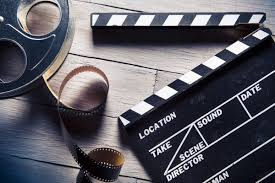 LOCATION
TAKE SOUND DATE
SCENE
DIRECTOR